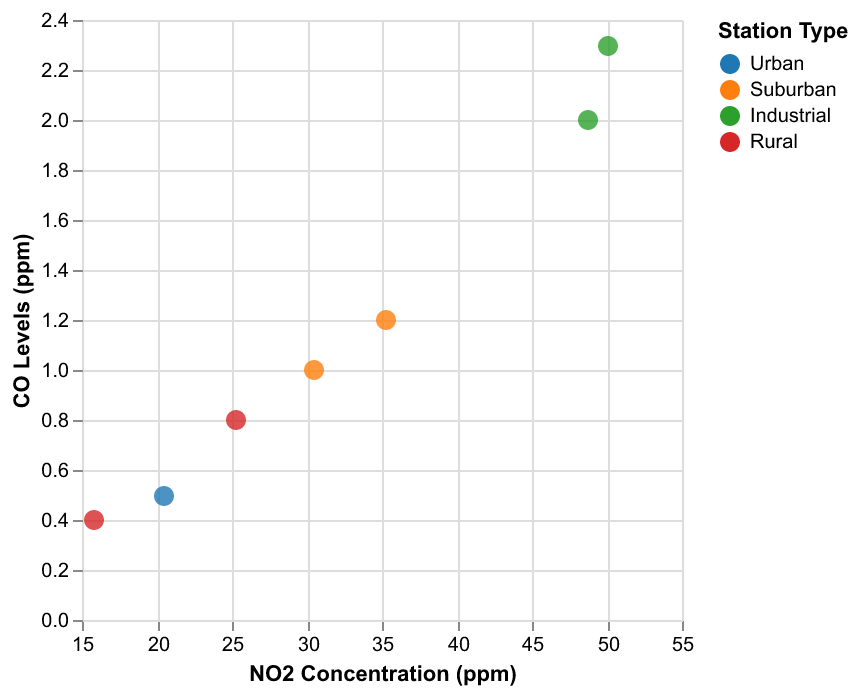 2.4
2.2
2.0
1.8
1.6
1.4
1.2
1.0
0.8
0.6
0.4
0.2
0.0
CO Levels (ppm)
15 20 25 30 35 40 45 50 55
NO2 Concentration (ppm)
Station Type
Urban
Suburban
Industrial
Rural